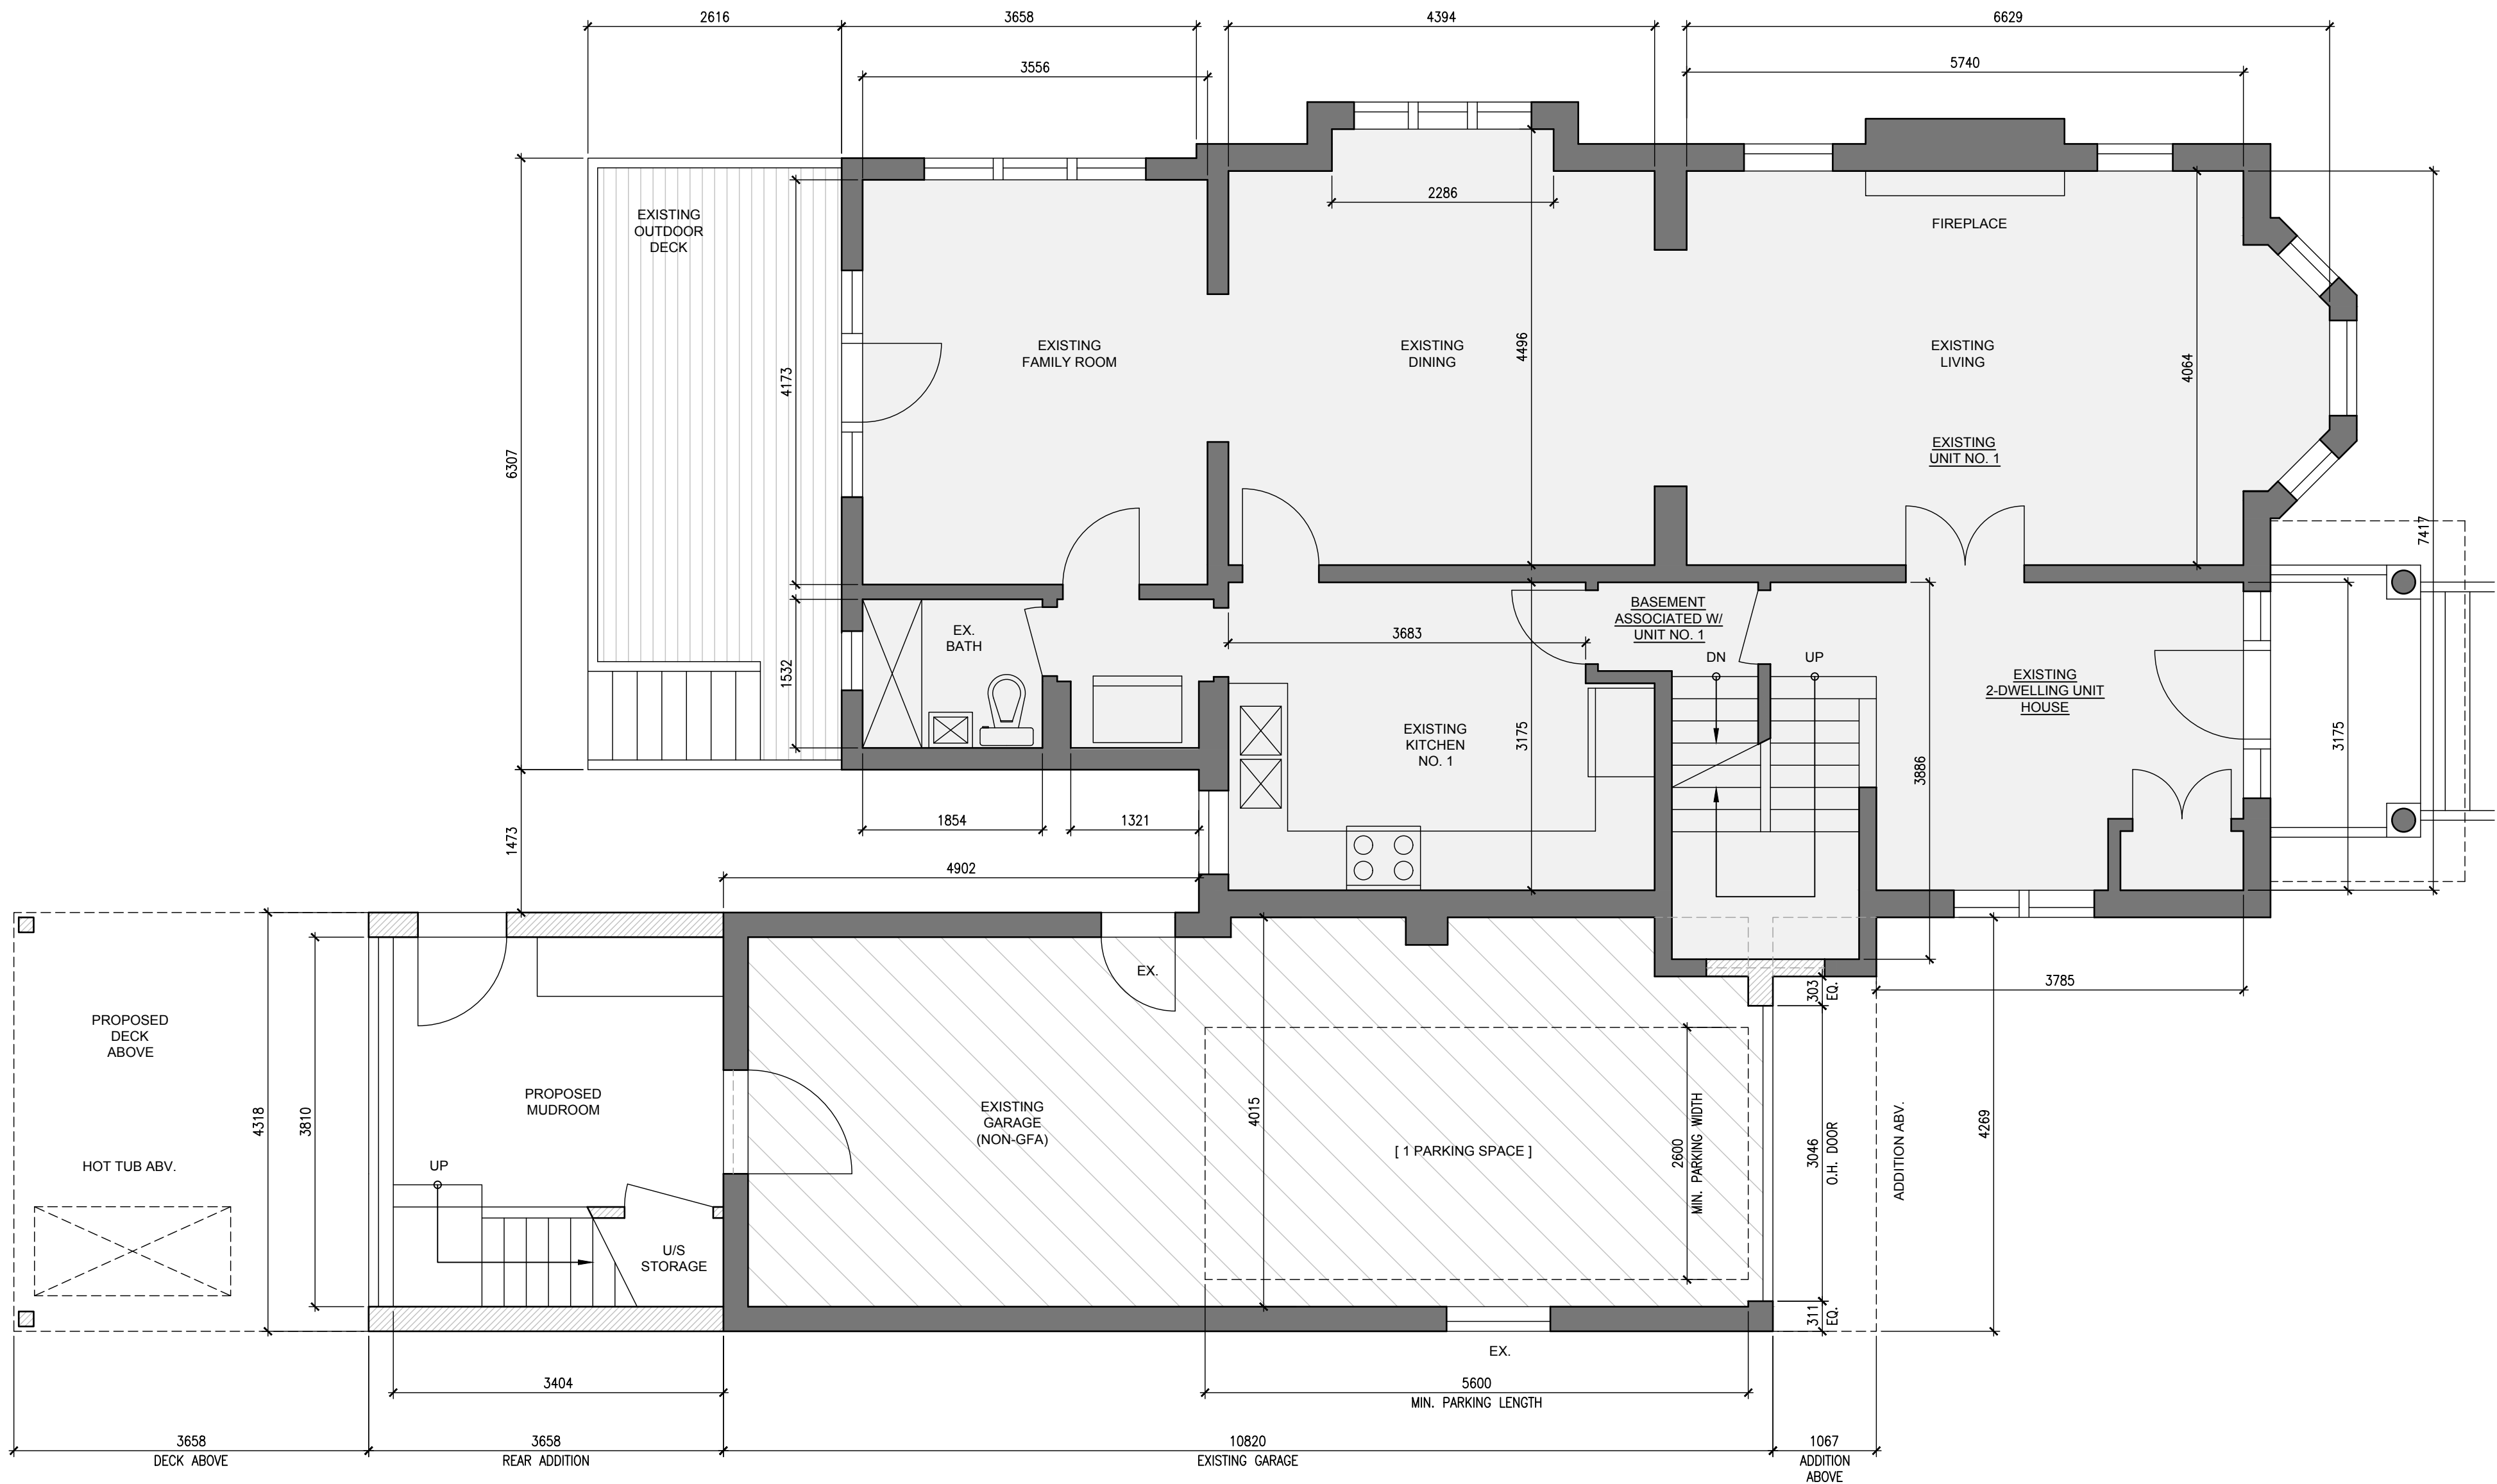 2616
3658
4394
6629
3556
5740
2286
EXISTING
OUTDOOR
DECK
FIREPLACE
EXISTING
FAMILY ROOM
EXISTING
DINING
4496
EXISTING
LIVING
4064
4173
6307
EXISTING
UNIT NO. 1
7417
EX.
BATH
1532
3683
BASEMENT
ASSOCIATED W/
UNIT NO. 1
DN
UP
EXISTING
2-DWELLING UNIT
HOUSE
EXISTING
KITCHEN
NO. 1
3175
3886
3175
1854
1321
1473
4902
EX.
303
EQ.
3785
PROPOSED
DECK
ABOVE
4318
3810
PROPOSED
MUDROOM
EXISTING
GARAGE
(NON-GFA)
4015
[ 1 PARKING SPACE ]
2600
MIN. PARKING WIDTH
3046
O.H. DOOR
ADDITION ABV.
4269
HOT TUB ABV.
UP
U/S
STORAGE
311
EQ.
EX.
3404
5600
MIN. PARKING LENGTH
3658
DECK ABOVE
3658
REAR ADDITION
10820
EXISTING GARAGE
1067
ADDITION
ABOVE